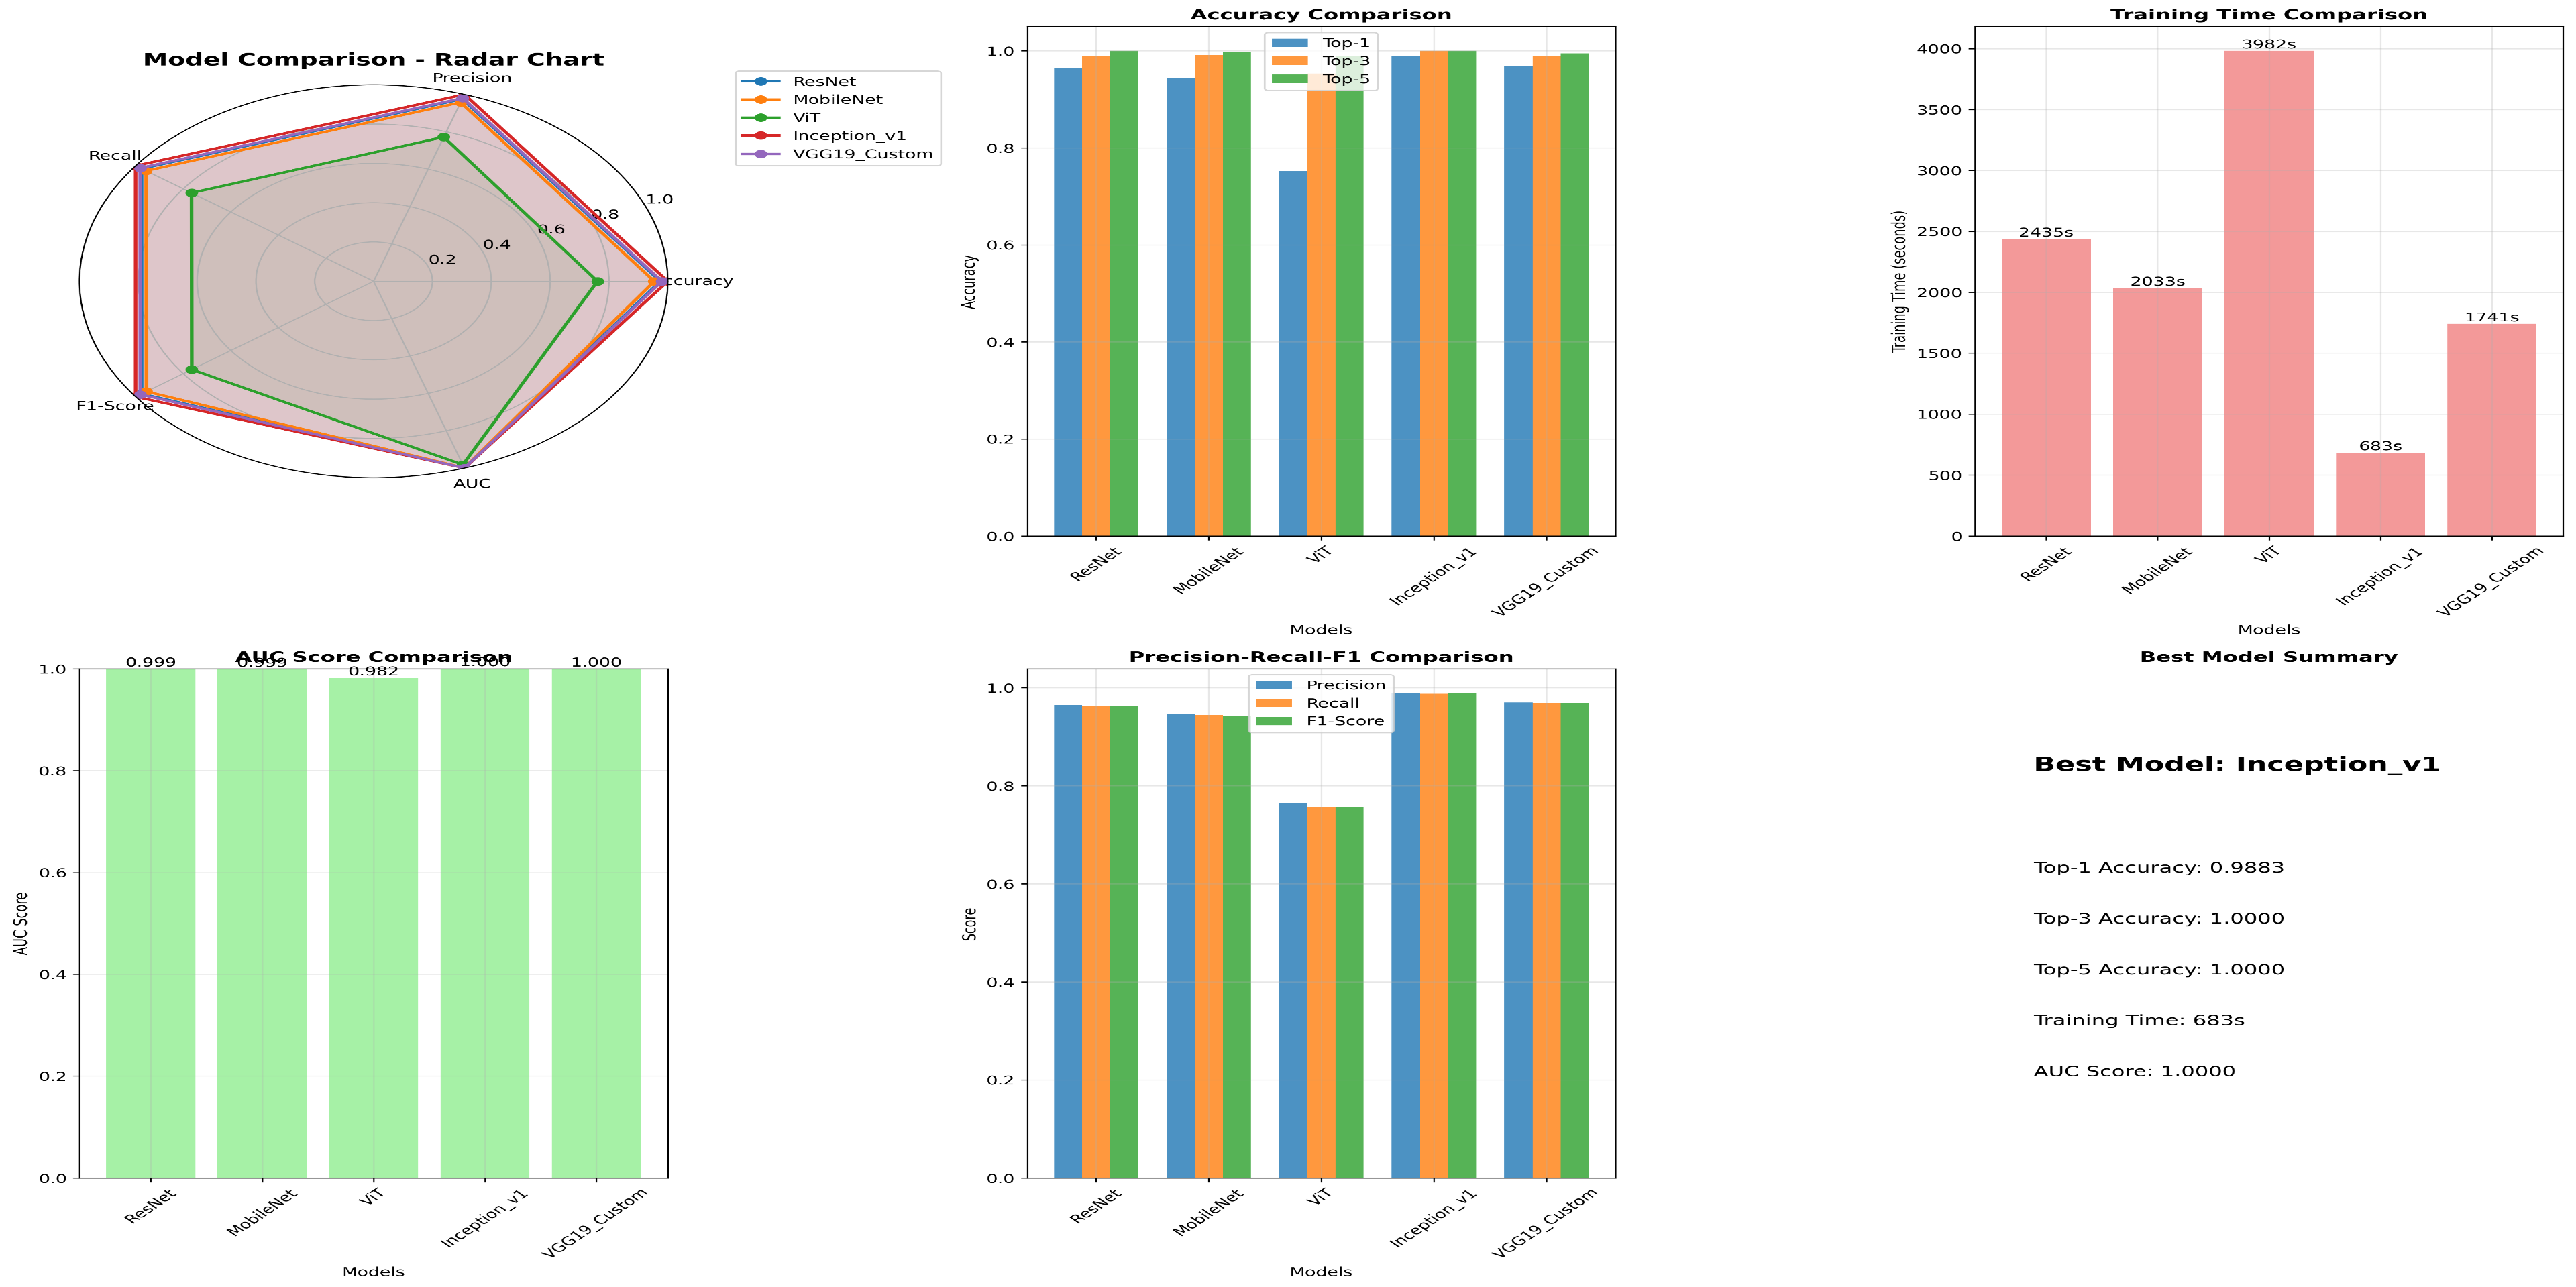 Model Comparison - Radar Chart
Precision
Recall
ccuracy
F1-Score
AUC
0.2
0.4
0.6
0.8
1.0
ResNet
MobileNet
ViT
Inception_v1
VGG19_Custom
Accuracy Comparison
Top-1
Top-3
Top-5
Accuracy
1.0
0.8
0.6
0.4
0.2
0.0
ResNet
MobileNet
ViT
Inception_v1
VGG19_Custom
Models
Training Time Comparison
Training Time (seconds)
4000
3500
3000
2500
2000
1500
1000
500
0
2435s
2033s
3982s
683s
1741s
ResNet
MobileNet
ViT
Inception_v1
VGG19_Custom
Models
AUC Score Comparison
0.999
0.999
0.982
1.000
1.000
AUC Score
1.0
0.8
0.6
0.4
0.2
0.0
ResNet
MobileNet
ViT
Inception_v1
VGG19_Custom
Models
Precision-Recall-F1 Comparison
Precision
Recall
F1-Score
Score
1.0
0.8
0.6
0.4
0.2
0.0
ResNet
MobileNet
ViT
Inception_v1
VGG19_Custom
Models
Best Model Summary
Best Model: Inception_v1
Top-1 Accuracy: 0.9883
Top-3 Accuracy: 1.0000
Top-5 Accuracy: 1.0000
Training Time: 683s
AUC Score: 1.0000